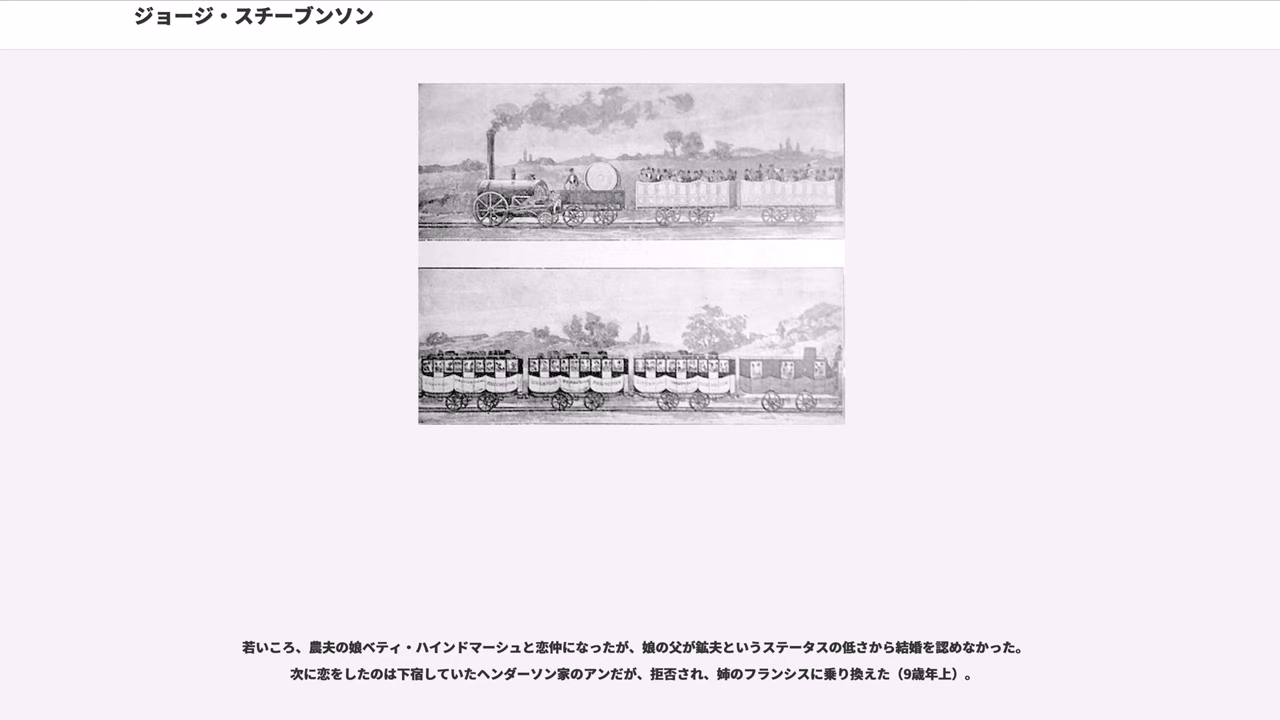 ジョージ・スチーブンソン
若いころ、農夫の娘ベティ・ハインドマーシュと恋仲になったが、娘の父が鉱夫というステータスの低さから結婚を認めなかった。
次に恋をしたのは下宿していたヘンダーソン家のアンだが、拒否され、姉のフランシスに乗り換えた（9歳年上）。